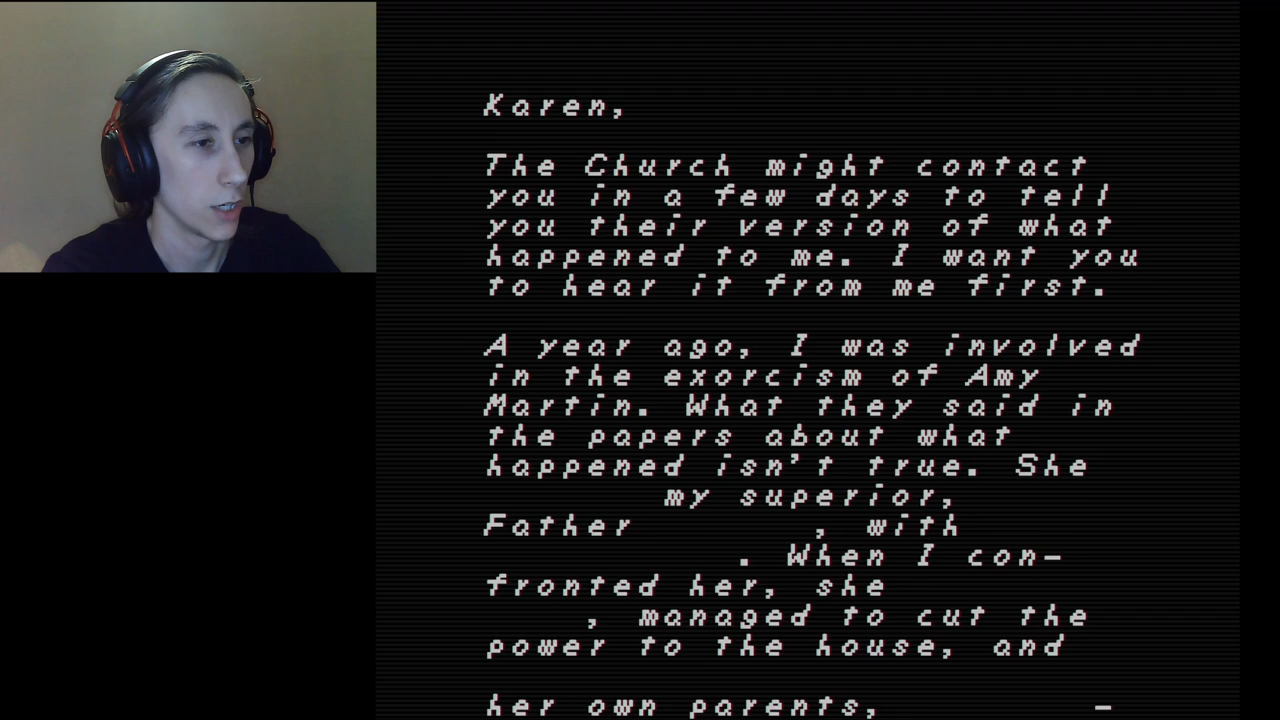 Karen,
The Church might contact
you in a few days to tell
you their version of what
happened to me. I want you
to hear it from me first.
A year ago, I was involved
in the exorcism of Amy
Martin. What they said in
the papers about what
happened isn't true. She
my superior,
Father , with
. When I con-
fronted her, she
, managed to cut the
power to the house, and
her own parents, -